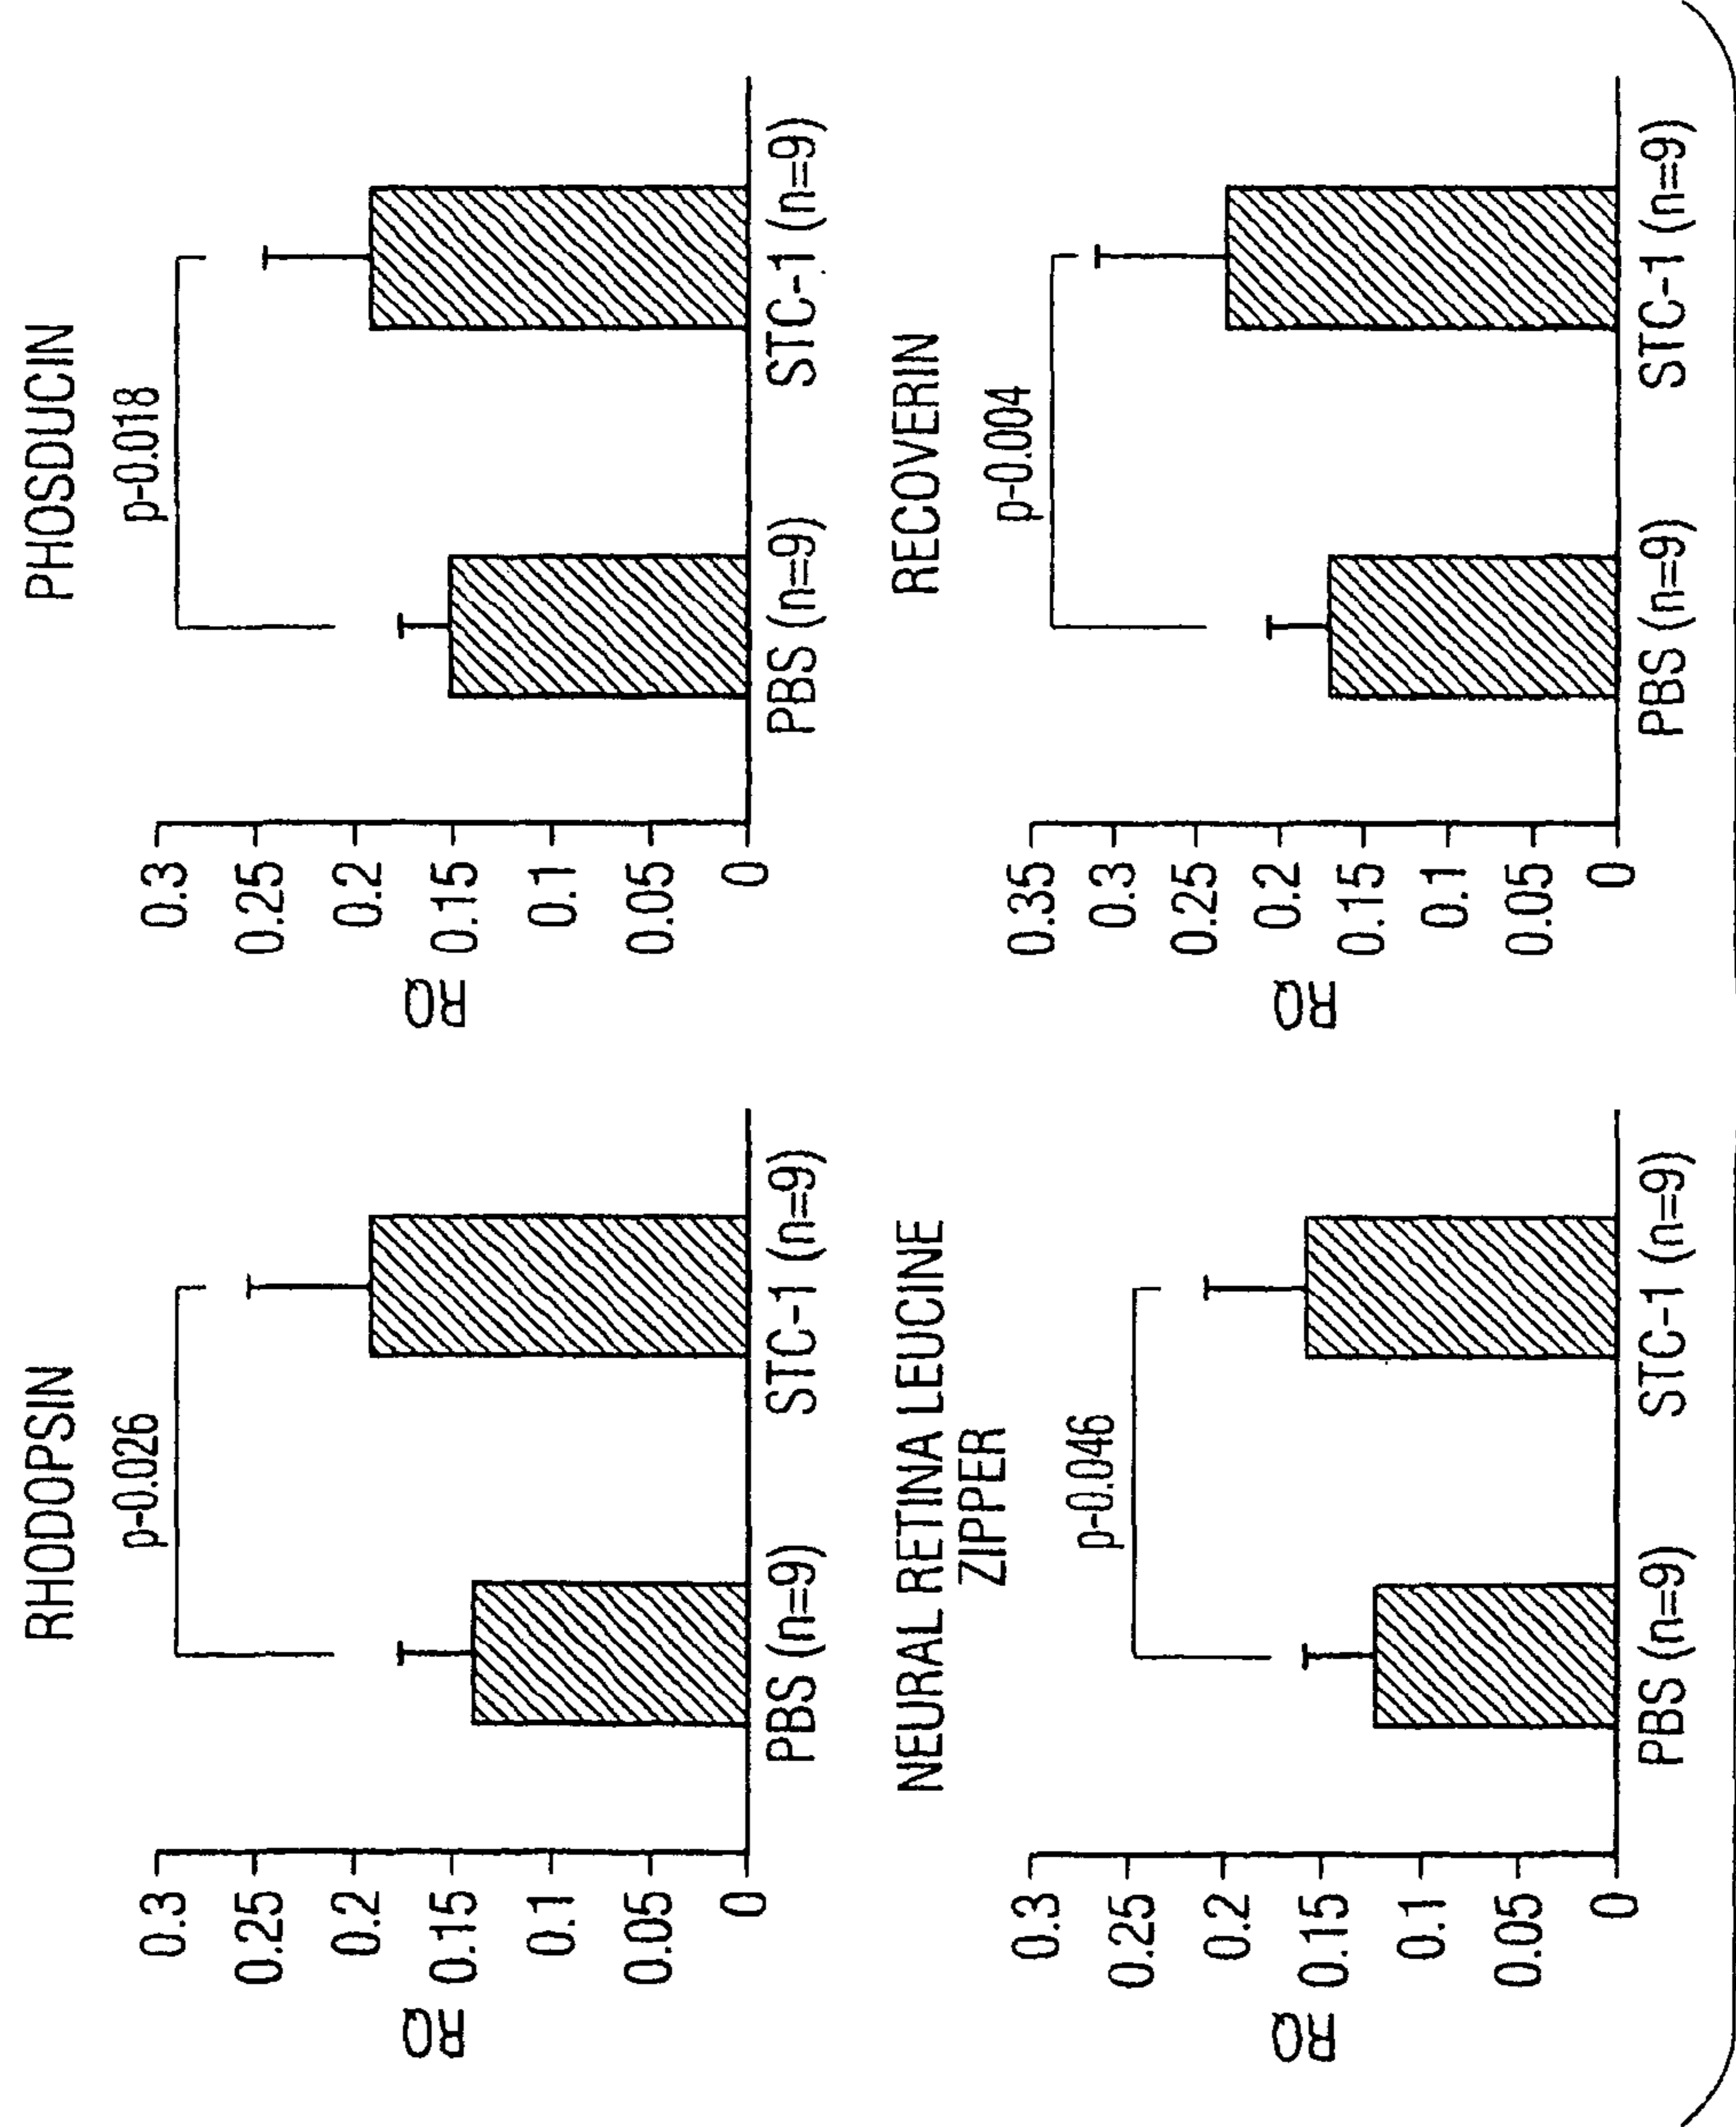 RHODOPSIN
p-0.026
RQ
0.3
0.25
0.2
0.15
0.1
0.05
0
PBS (n=9)
STC-1 (n=9)
PHOSDUCIN
p-0.018
RQ
0.3
0.25
0.2
0.15
0.1
0.05
0
PBS (n=9)
STC-1 (n=9)
NEURAL RETINA LEUCINE
ZIPPER
p-0.046
RQ
0.3
0.25
0.2
0.15
0.1
0.05
0
PBS (n=9)
STC-1 (n=9)
RECOVERIN
p-0.004
RQ
0.35
0.3
0.25
0.2
0.15
0.1
0.05
0
PBS (n=9)
STC-1 (n=9)